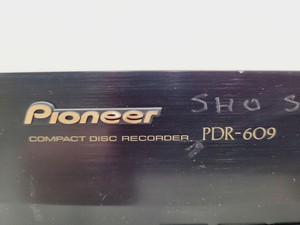 Pioneer
SHO S
COMPACT DISC RECORDER PDR-609